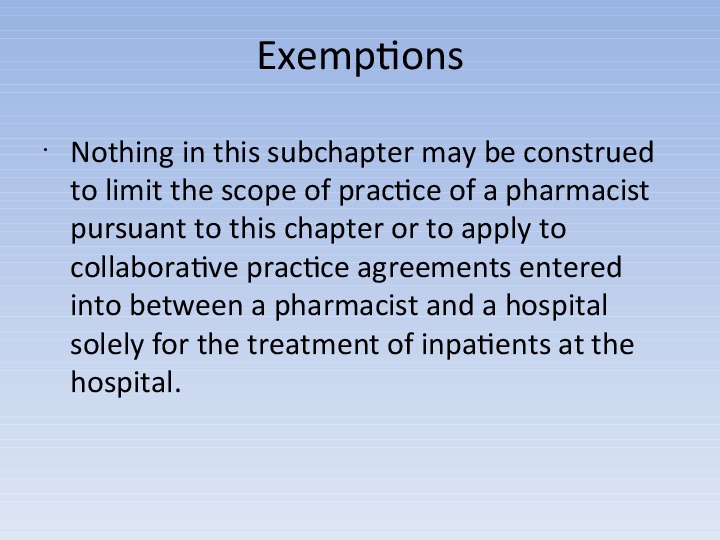 Exemptions
· Nothing in this subchapter may be construed
to limit the scope of practice of a pharmacist
pursuant to this chapter or to apply to
collaborative practice agreements entered
into between a pharmacist and a hospital
solely for the treatment of inpatients at the
hospital.